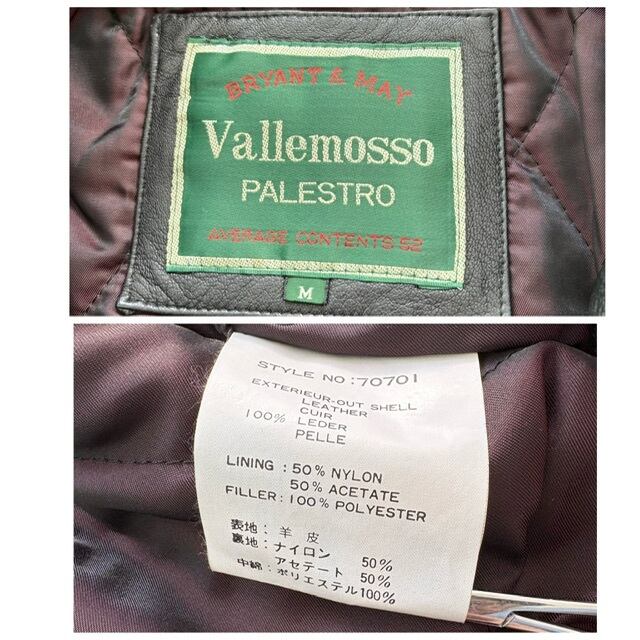 BRYANT & MAY
Vallemosso
PALESTRO
AVERAGE CONTENTS 52
M
STYLE NO:70701
EXTERIEUR-OUT SHELL
LEATHER
CUIR
100% LEDER
PELLE
LINING : 50% NYLON
50% ACETATE
FILLER: 100% POLYESTER
表地: 羊 皮
裏地: ナイロン 50%
アセテート 50%
中綿: ポリエステル100%